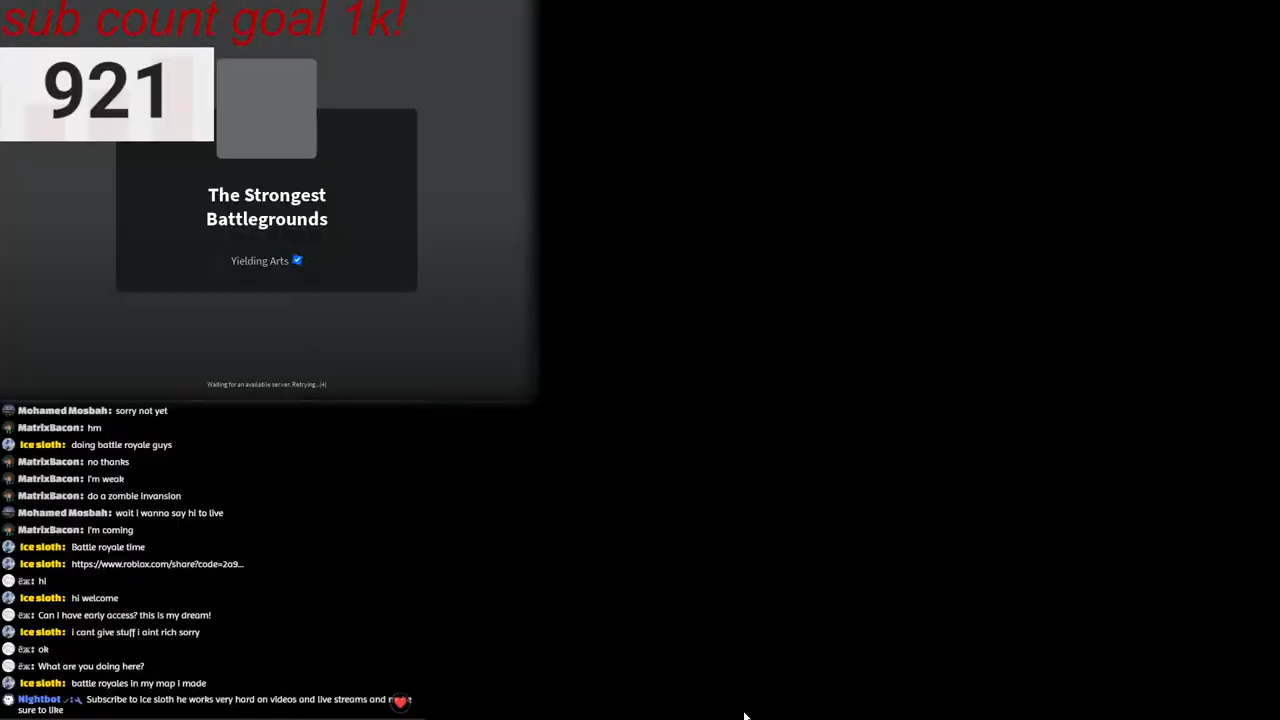 sub count goal 1k!
921
The Strongest
Battlegrounds
Yielding Arts
Waiting for an available server. Retrying...(4)
Mohamed Mosbah: sorry not yet
MatrixBacon: hm
Ice sloth: doing battle royale guys
MatrixBacon: no thanks
MatrixBacon: I'm weak
MatrixBacon: do a zombie invansion
Mohamed Mosbah: wait i wanna say hi to live
MatrixBacon: I'm coming
Ice sloth: Battle royale time
Ice sloth: https://www.roblox.com/share?code=2a9...
ëж: hi
Ice sloth: hi welcome
ëж: Can I have early access? this is my dream!
Ice sloth: i cant give stuff i aint rich sorry
ëж: ok
ëж: What are you doing here?
Ice sloth: battle royales in my map i made
Nightbot: Subscribe to ice sloth he works very hard on videos and live streams and
sure to like